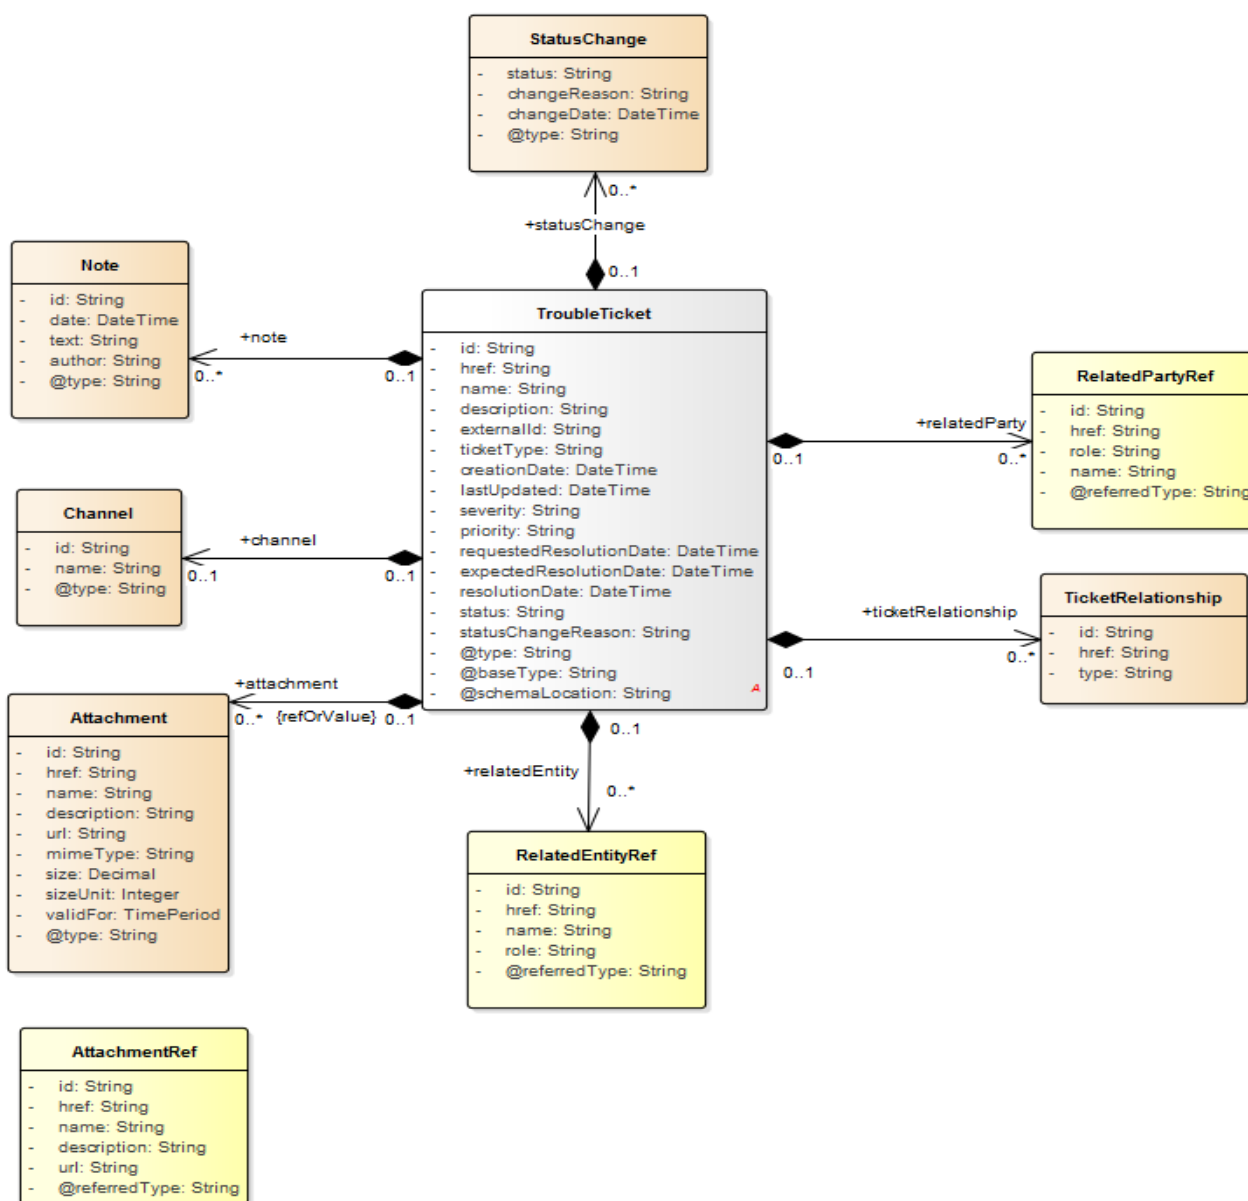 StatusChange
- status: String
- changeReason: String
- changeDate: DateTime
- @type: String
0..*
+statusChange
0..1
Note
- id: String
- date: DateTime
- text: String
- author: String
- @type: String
+note
0..*
0..1
TroubleTicket
- id: String
- href: String
- name: String
- description: String
- externalId: String
- ticketType: String
- creationDate: DateTime
- lastUpdated: DateTime
- severity: String
- priority: String
- requestedResolutionDate: DateTime
- expectedResolutionDate: DateTime
- resolutionDate: DateTime
- status: String
- statusChangeReason: String
- @type: String
- @baseType: String
- @schemaLocation: String
A
+relatedParty
0..1
0..*
RelatedPartyRef
- id: String
- href: String
- role: String
- name: String
- @referredType: String
Channel
- id: String
- name: String
- @type: String
+channel
0..1
0..1
+ticketRelationship
0..1
0..*
TicketRelationship
- id: String
- href: String
- type: String
+attachment
0..*
{refOrValue}
0..1
Attachment
- id: String
- href: String
- name: String
- description: String
- url: String
- mimeType: String
- size: Decimal
- sizeUnit: Integer
- validFor: TimePeriod
- @type: String
0..1
+relatedEntity
0..*
RelatedEntityRef
- id: String
- href: String
- name: String
- role: String
- @referredType: String
AttachmentRef
- id: String
- href: String
- name: String
- description: String
- url: String
- @referredType: String